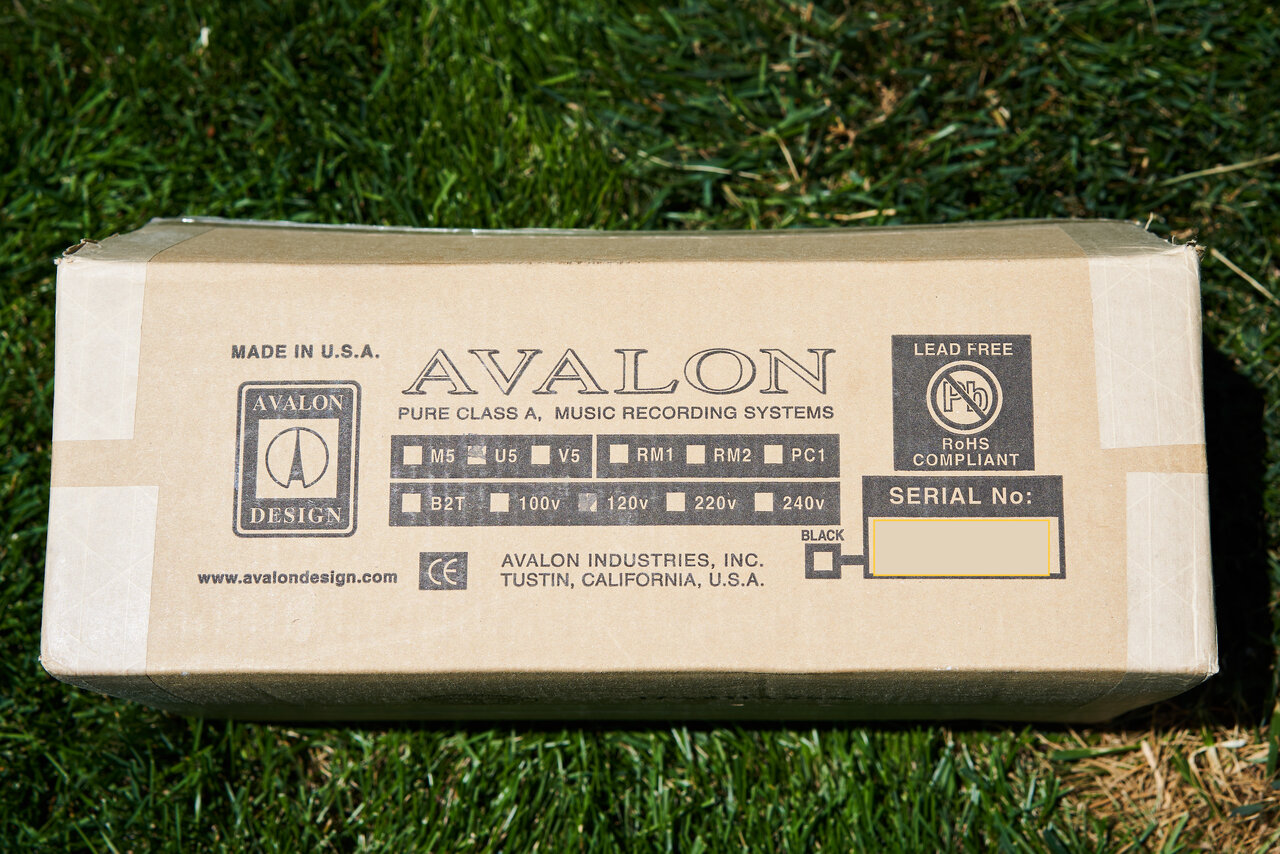 MADE IN U.S.A.
AVALON
DESIGN
www.avalondesign.com
AVALON
PURE CLASS A, MUSIC RECORDING SYSTEMS
M5 U5 V5 RM1 RM2 PC1
B2T 100v 120v 220v 240v
CE
AVALON INDUSTRIES, INC.
TUSTIN, CALIFORNIA, U.S.A.
LEAD FREE
Pb
RoHS
COMPLIANT
SERIAL No:
BLACK